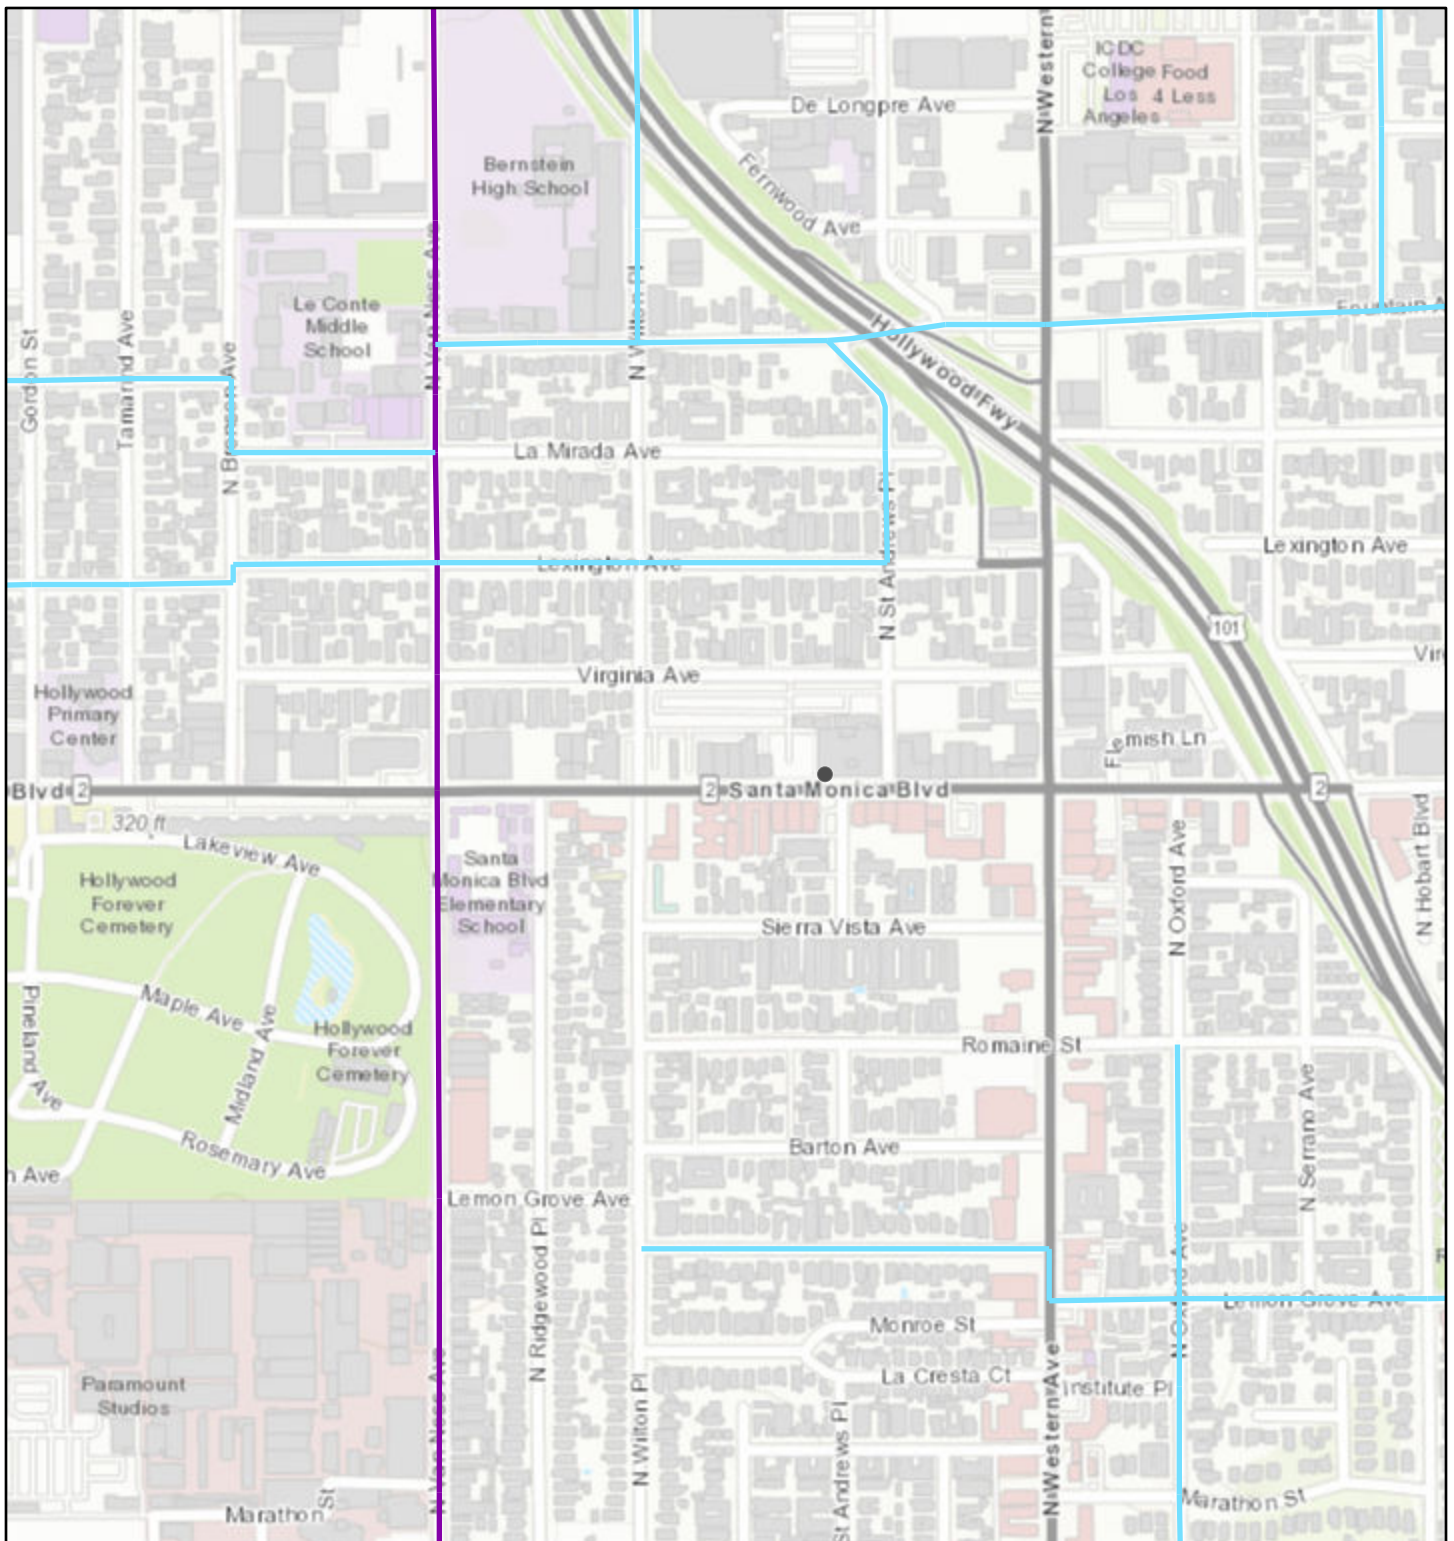 N Western
ICDC
College
Los
Angeles
Food
4 Less
De Longpre Ave
Fernwood Ave
Bernstein
High School
N Van Ness Ave
N Wilton Pl
Le Conte
Middle
School
Gordon St
Tamarind Ave
N Bronson Ave
Hollywood Fwy
La Mirada Ave
Lexington Ave
N St Andrews Pl
Lexington Ave
101
Virginia Ave
Hollywood
Primary
Center
Flemish Ln
Blvd
2
2
Santa Monica Blvd
2
320 ft
Lakeview Ave
Hollywood
Forever
Cemetery
Santa
Monica Blvd
Elementary
School
Sierra Vista Ave
N Oxford Ave
N Hobart Blvd
Pineland Ave
Maple Ave
Midland Ave
Hollywood
Forever
Cemetery
Romaine St
Rosemary Ave
Barton Ave
N Serrano Ave
Lemon Grove Ave
N Ridgewood Pl
N Oxford Ave
Lemon Grove Ave
Monroe St
La Cresta Ct
Institute Pl
Paramount
Studios
N Van Ness Ave
N Wilton Pl
St Andrews Pl
N Western Ave
Marathon St
Marathon St